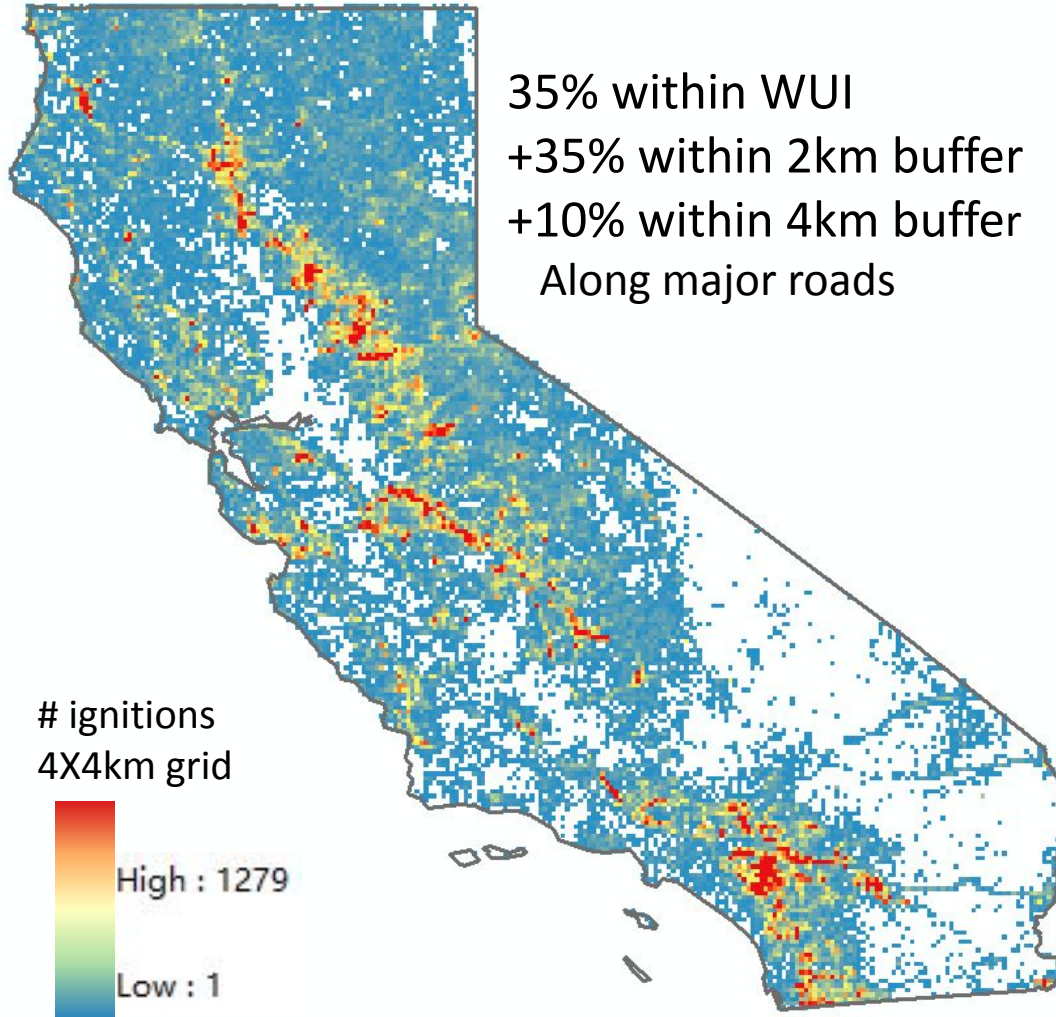 35% within WUI
+35% within 2km buffer
+10% within 4km buffer
Along major roads
# ignitions
4X4km grid
High : 1279
Low : 1